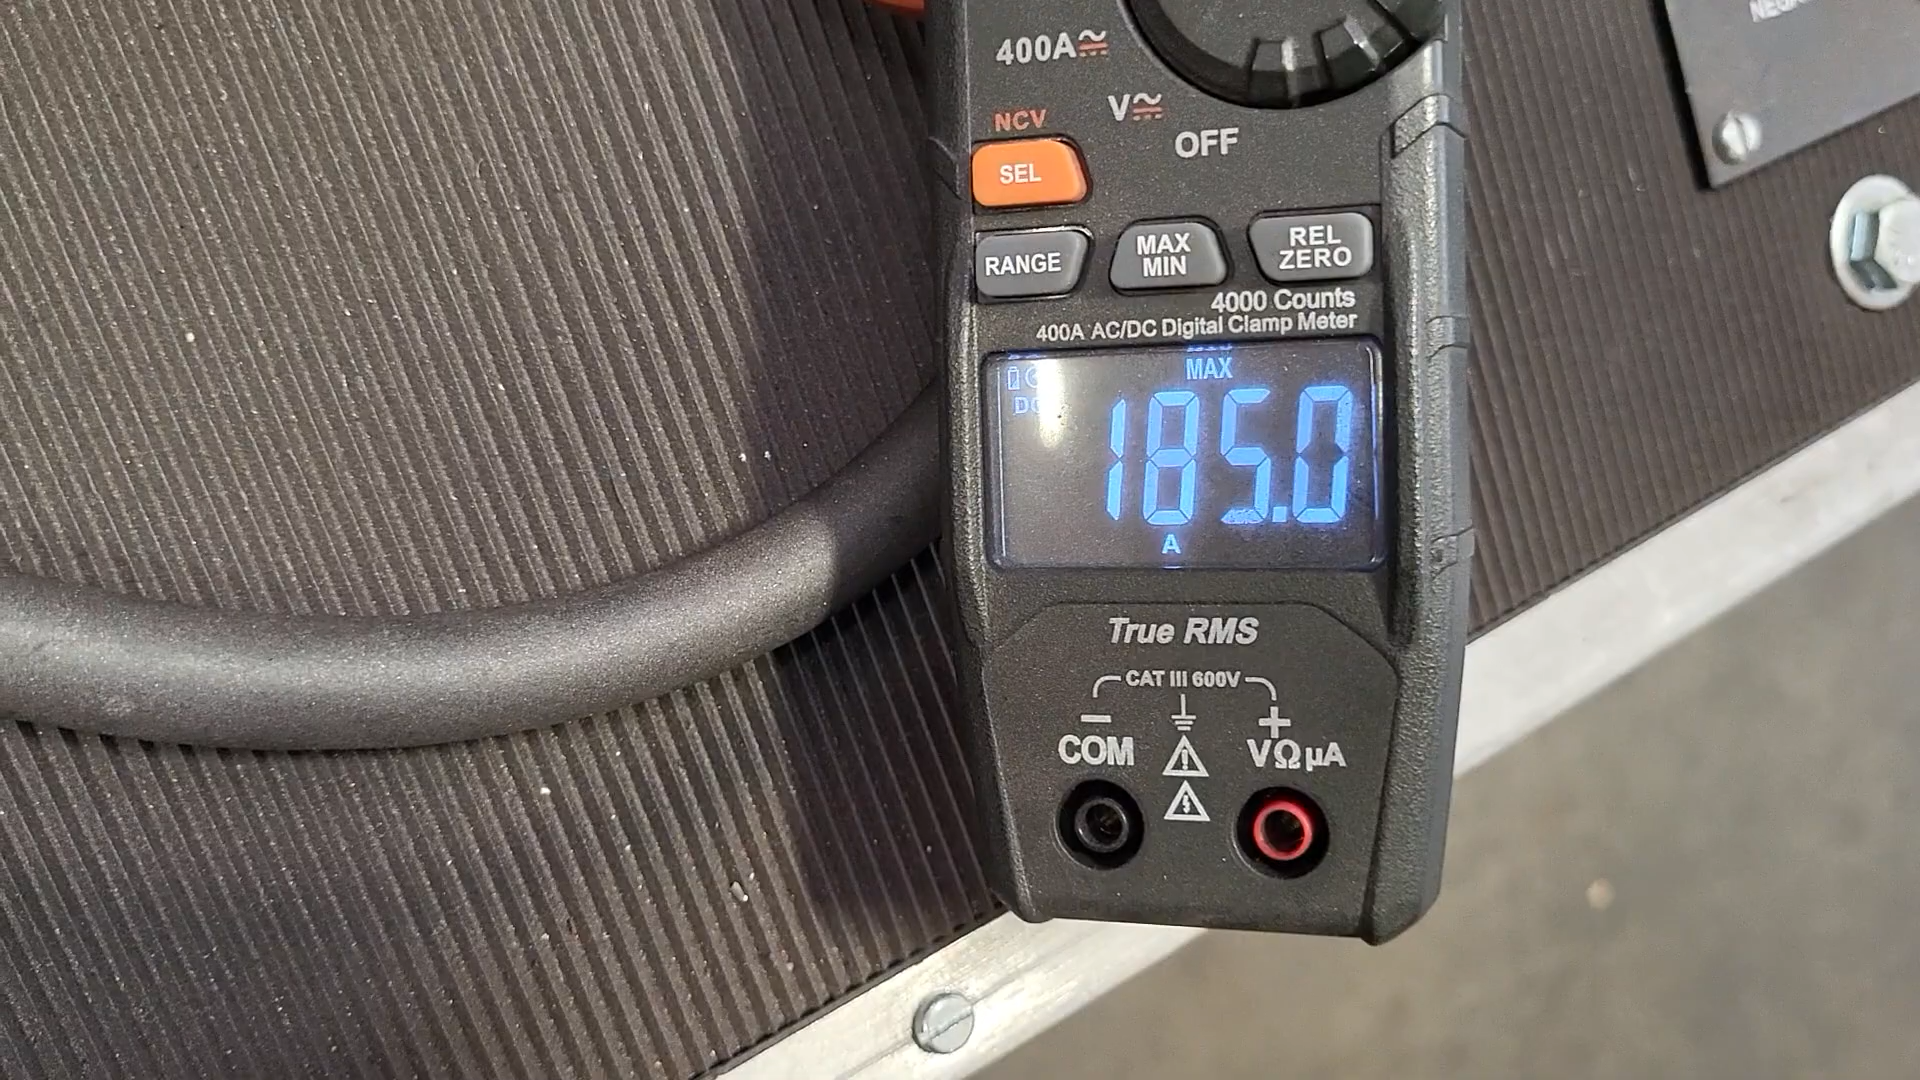 400A
V
OFF
NCV
SEL
RANGE
MAX
MIN
REL
ZERO
4000 Counts
400A AC/DC Digital Clamp Meter
MAX
DC
185.0
A
True RMS
CAT III 600V
− +
COM
VΩµA